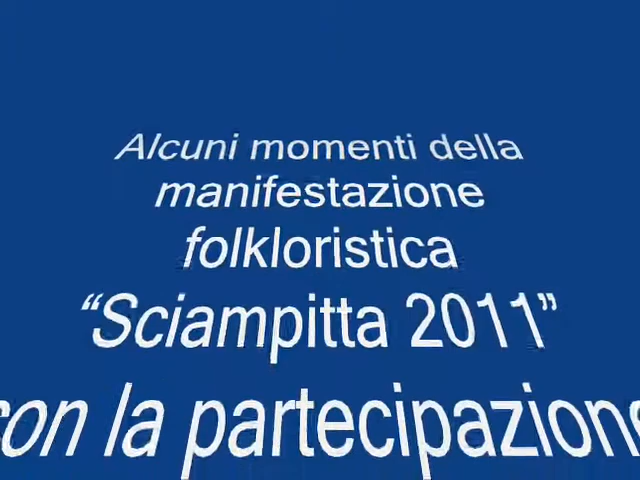 Alcuni momenti della
manifestazione
folkloristica
“Sciampitta 2011”
con la partecipazione